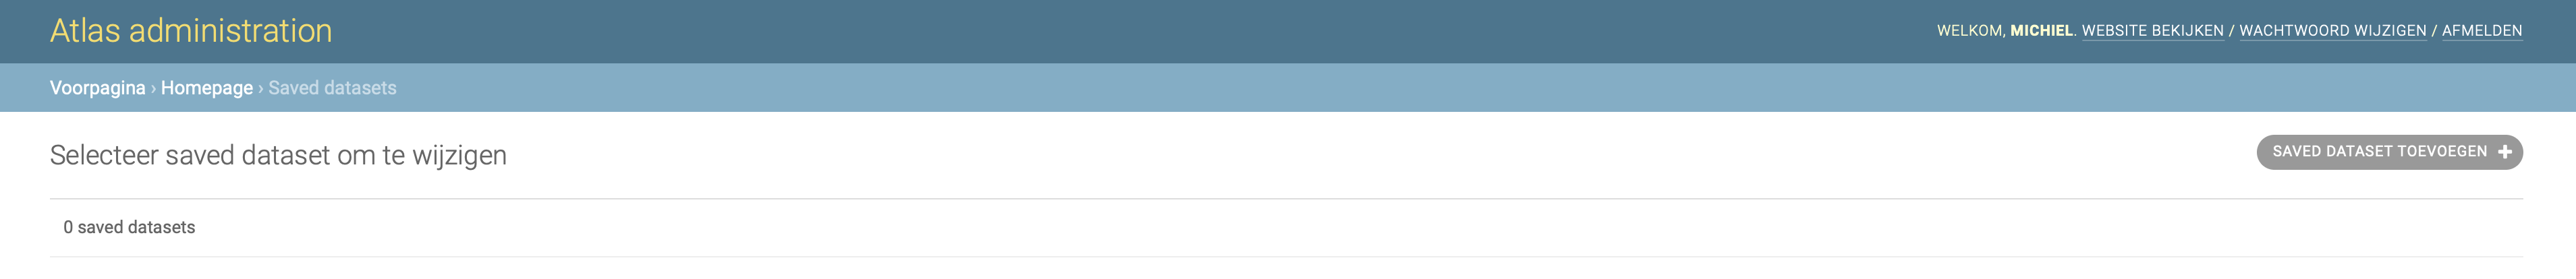 Atlas administration
WELKOM, MICHIEL. WEBSITE BEKIJKEN / WACHTWOORD WIJZIGEN / AFMELDEN
Voorpagina › Homepage › Saved datasets
Selecteer saved dataset om te wijzigen
SAVED DATASET TOEVOEGEN +
0 saved datasets